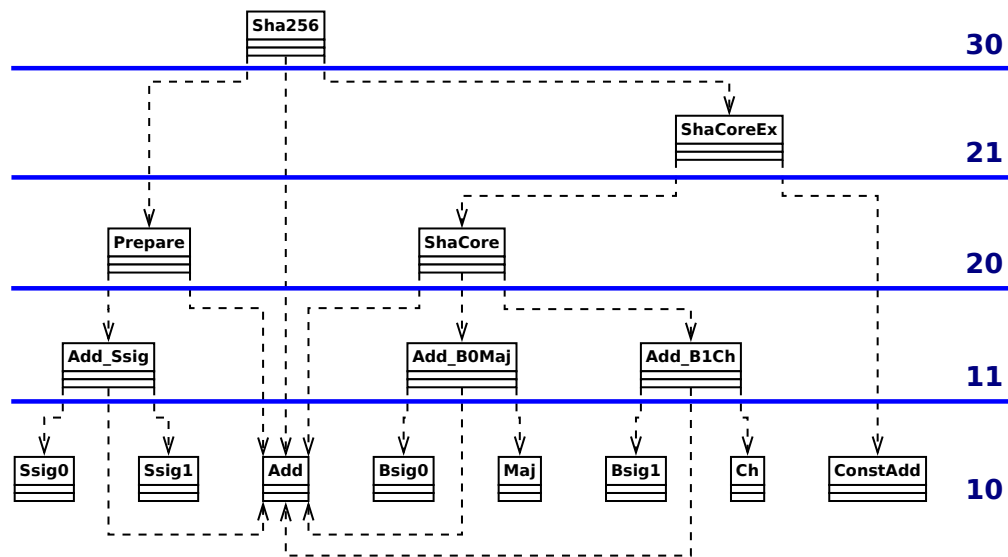 Sha256
30
ShaCoreEx
21
Prepare
ShaCore
20
Add_Ssig
Add_B0Maj
Add_B1Ch
11
Ssig0
Ssig1
Add
Bsig0
Maj
Bsig1
Ch
ConstAdd
10